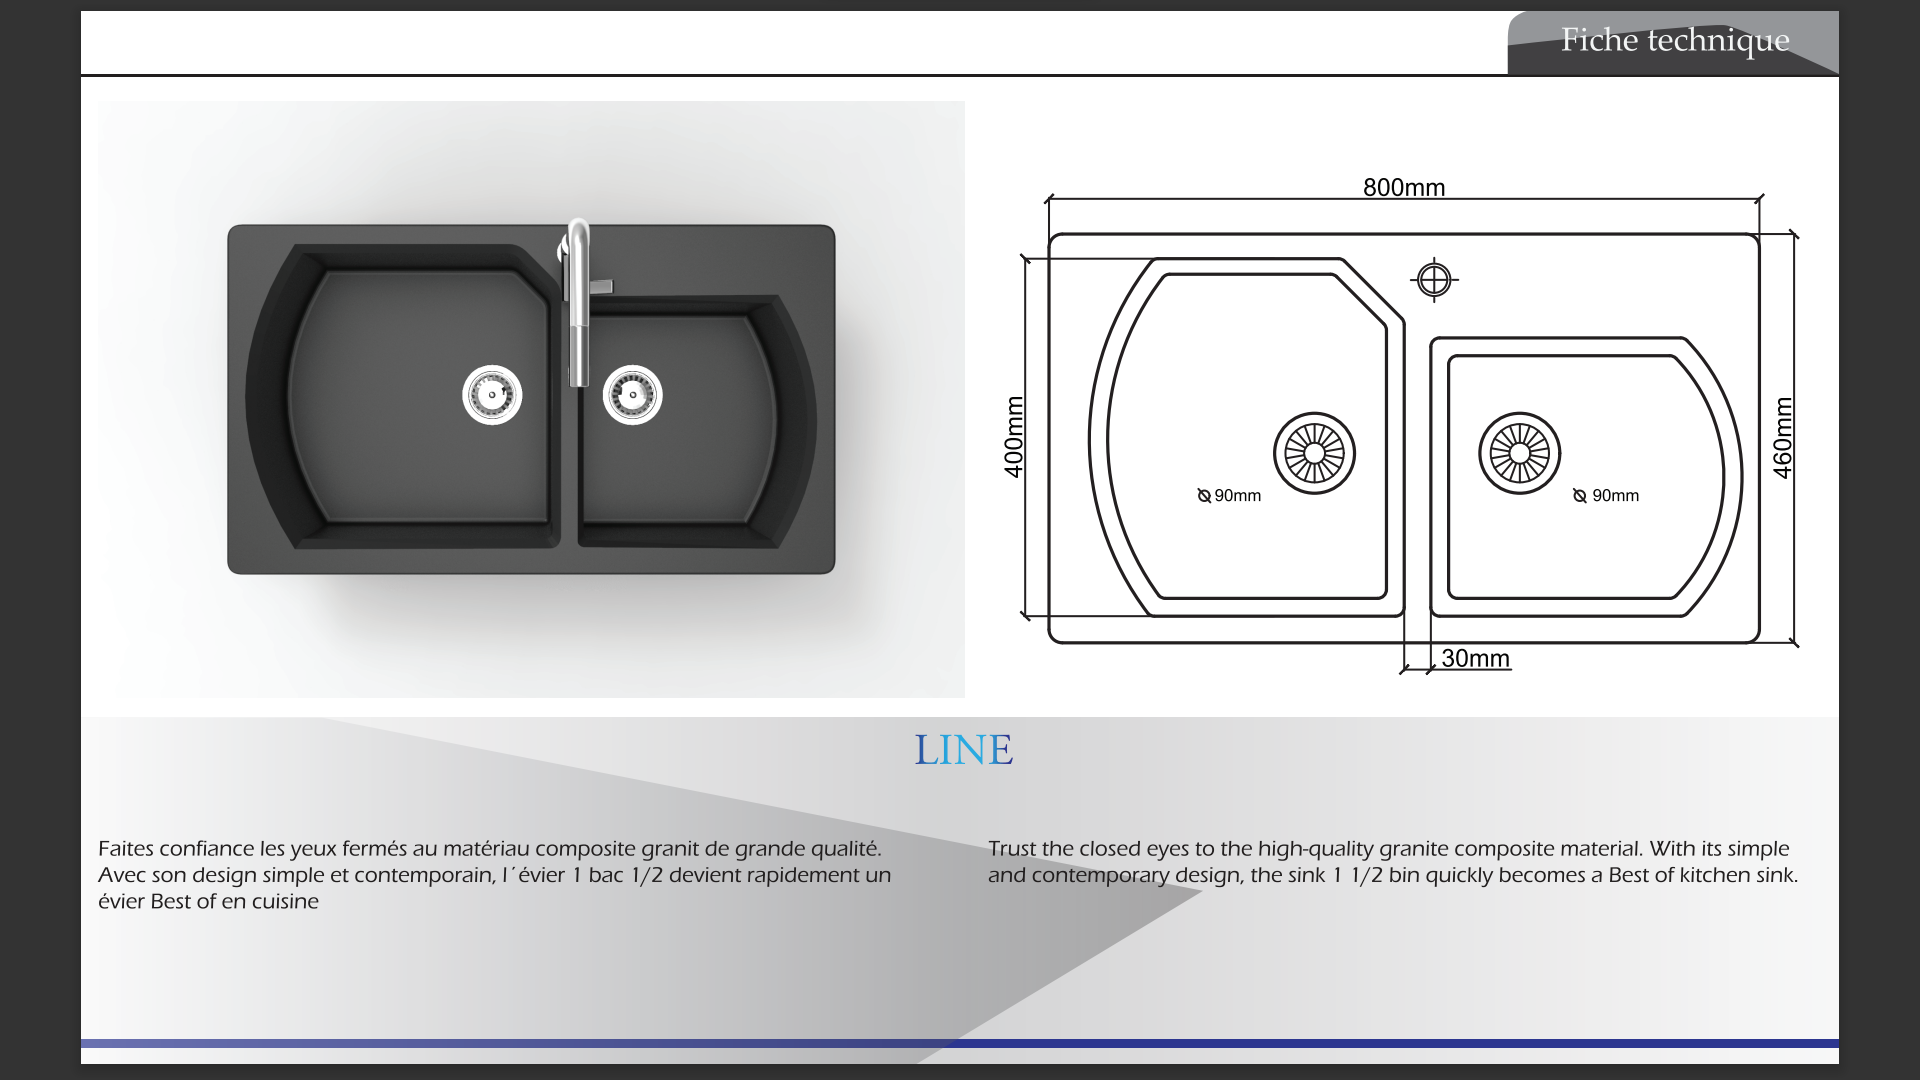 Fiche technique
800mm
400mm
460mm
Ø 90mm
Ø 90mm
30mm
LINE
Faites confiance les yeux fermés au matériau composite granit de grande qualité.
Avec son design simple et contemporain, l´évier 1 bac 1/2 devient rapidement un
évier Best of en cuisine
Trust the closed eyes to the high-quality granite composite material. With its simple
and contemporary design, the sink 1 1/2 bin quickly becomes a Best of kitchen sink.